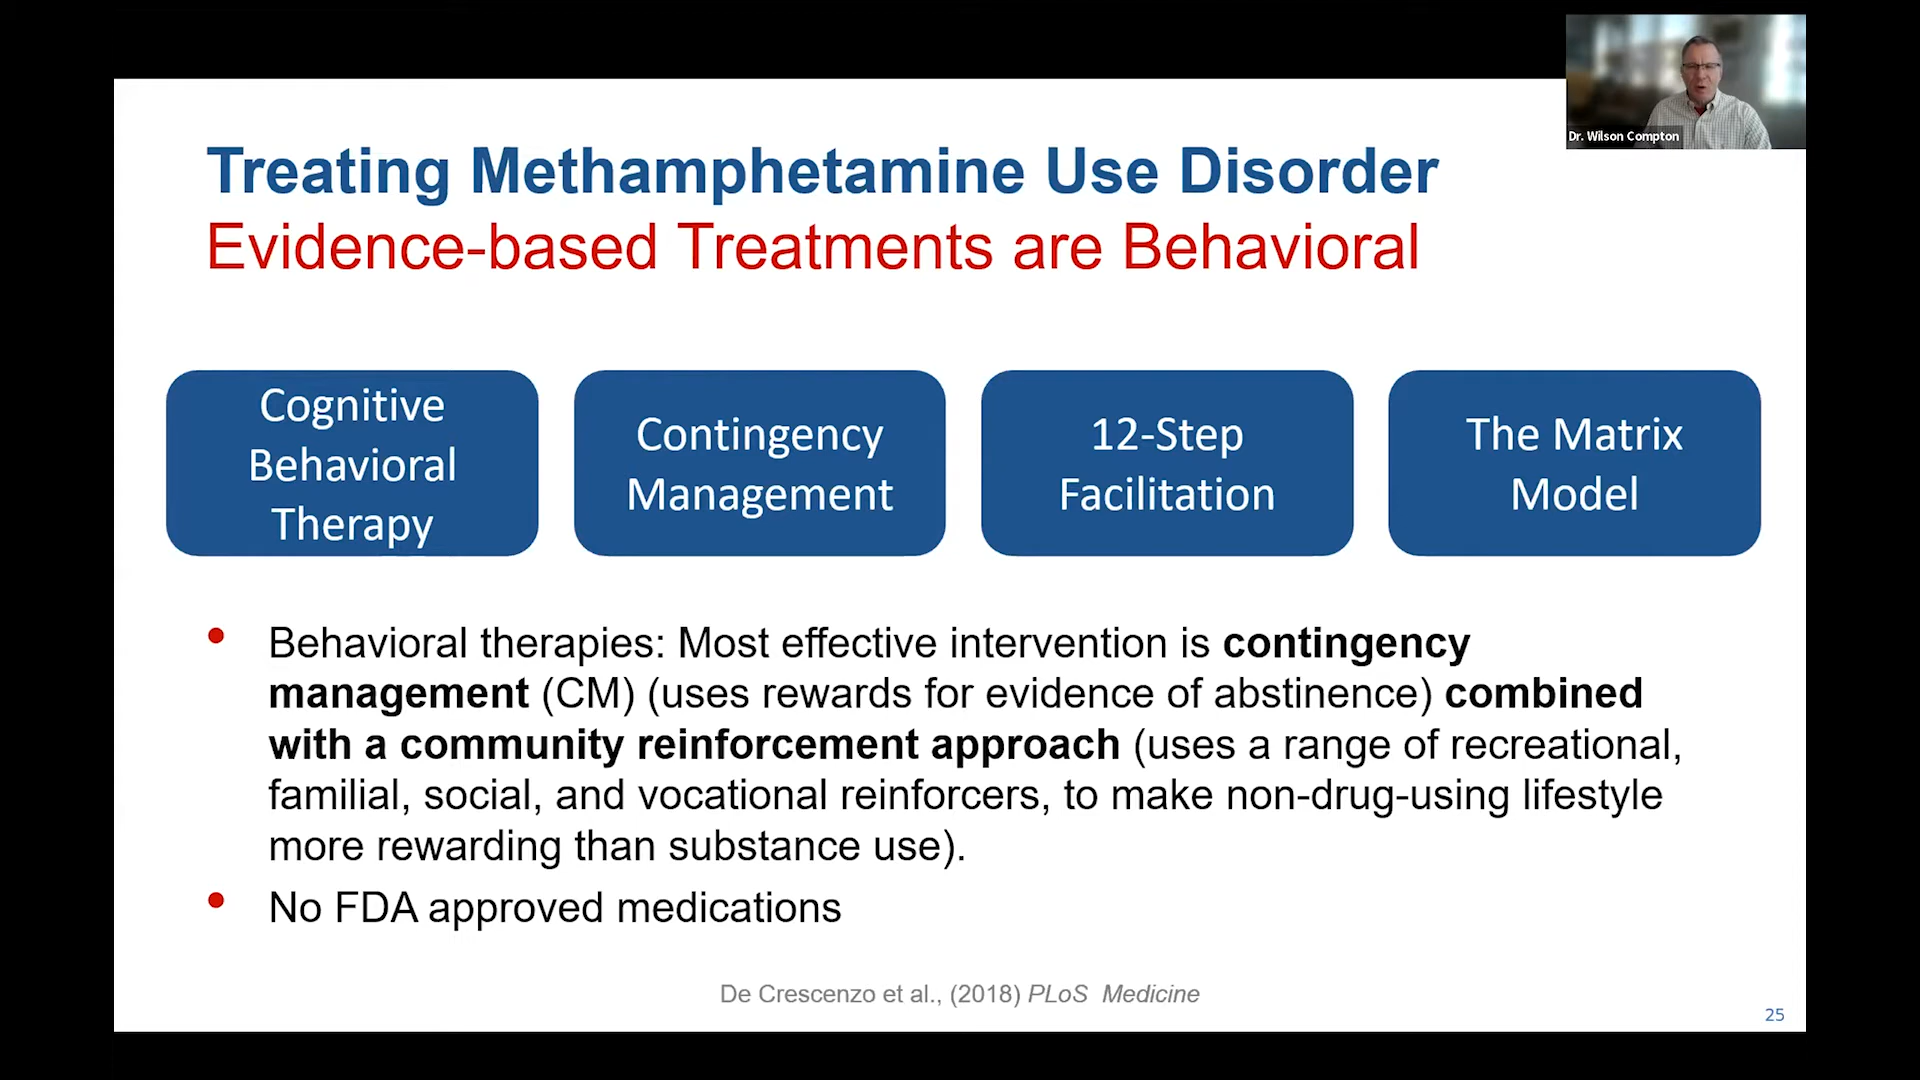 Dr. Wilson Compton
Treating Methamphetamine Use Disorder
Evidence-based Treatments are Behavioral
Cognitive
Behavioral
Therapy
Contingency
Management
12-Step
Facilitation
The Matrix
Model
• Behavioral therapies: Most effective intervention is contingency
management (CM) (uses rewards for evidence of abstinence) combined
with a community reinforcement approach (uses a range of recreational,
familial, social, and vocational reinforcers, to make non-drug-using lifestyle
more rewarding than substance use).
• No FDA approved medications
De Crescenzo et al., (2018) PLoS Medicine
25